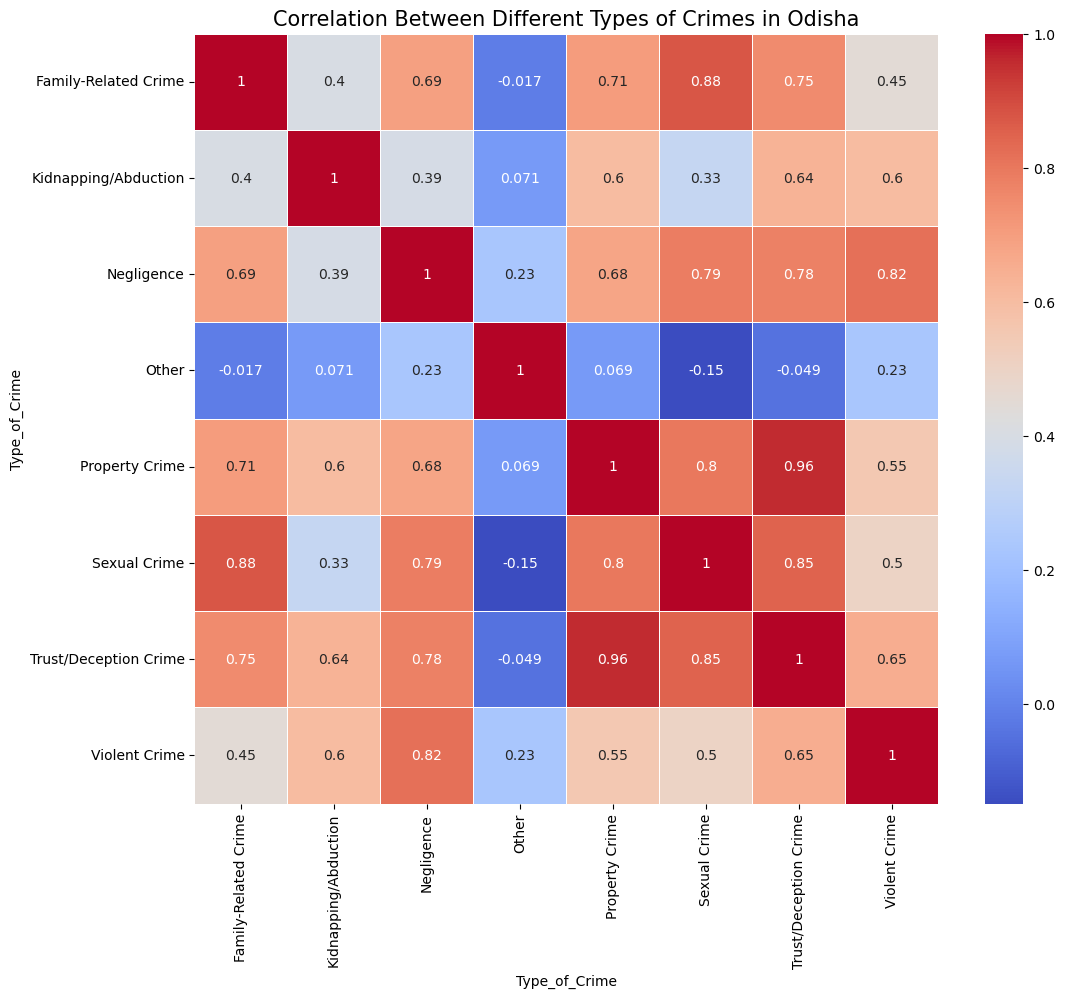 Correlation Between Different Types of Crimes in Odisha
Type_of_Crime
Family-Related Crime 1 0.4 0.69 -0.017 0.71 0.88 0.75 0.45
Kidnapping/Abduction 0.4 1 0.39 0.071 0.6 0.33 0.64 0.6
Negligence 0.69 0.39 1 0.23 0.68 0.79 0.78 0.82
Other -0.017 0.071 0.23 1 0.069 -0.15 -0.049 0.23
Property Crime 0.71 0.6 0.68 0.069 1 0.8 0.96 0.55
Sexual Crime 0.88 0.33 0.79 -0.15 0.8 1 0.85 0.5
Trust/Deception Crime 0.75 0.64 0.78 -0.049 0.96 0.85 1 0.65
Violent Crime 0.45 0.6 0.82 0.23 0.55 0.5 0.65 1
Family-Related Crime
Kidnapping/Abduction
Negligence
Other
Property Crime
Sexual Crime
Trust/Deception Crime
Violent Crime
Type_of_Crime
1.0
0.8
0.6
0.4
0.2
0.0